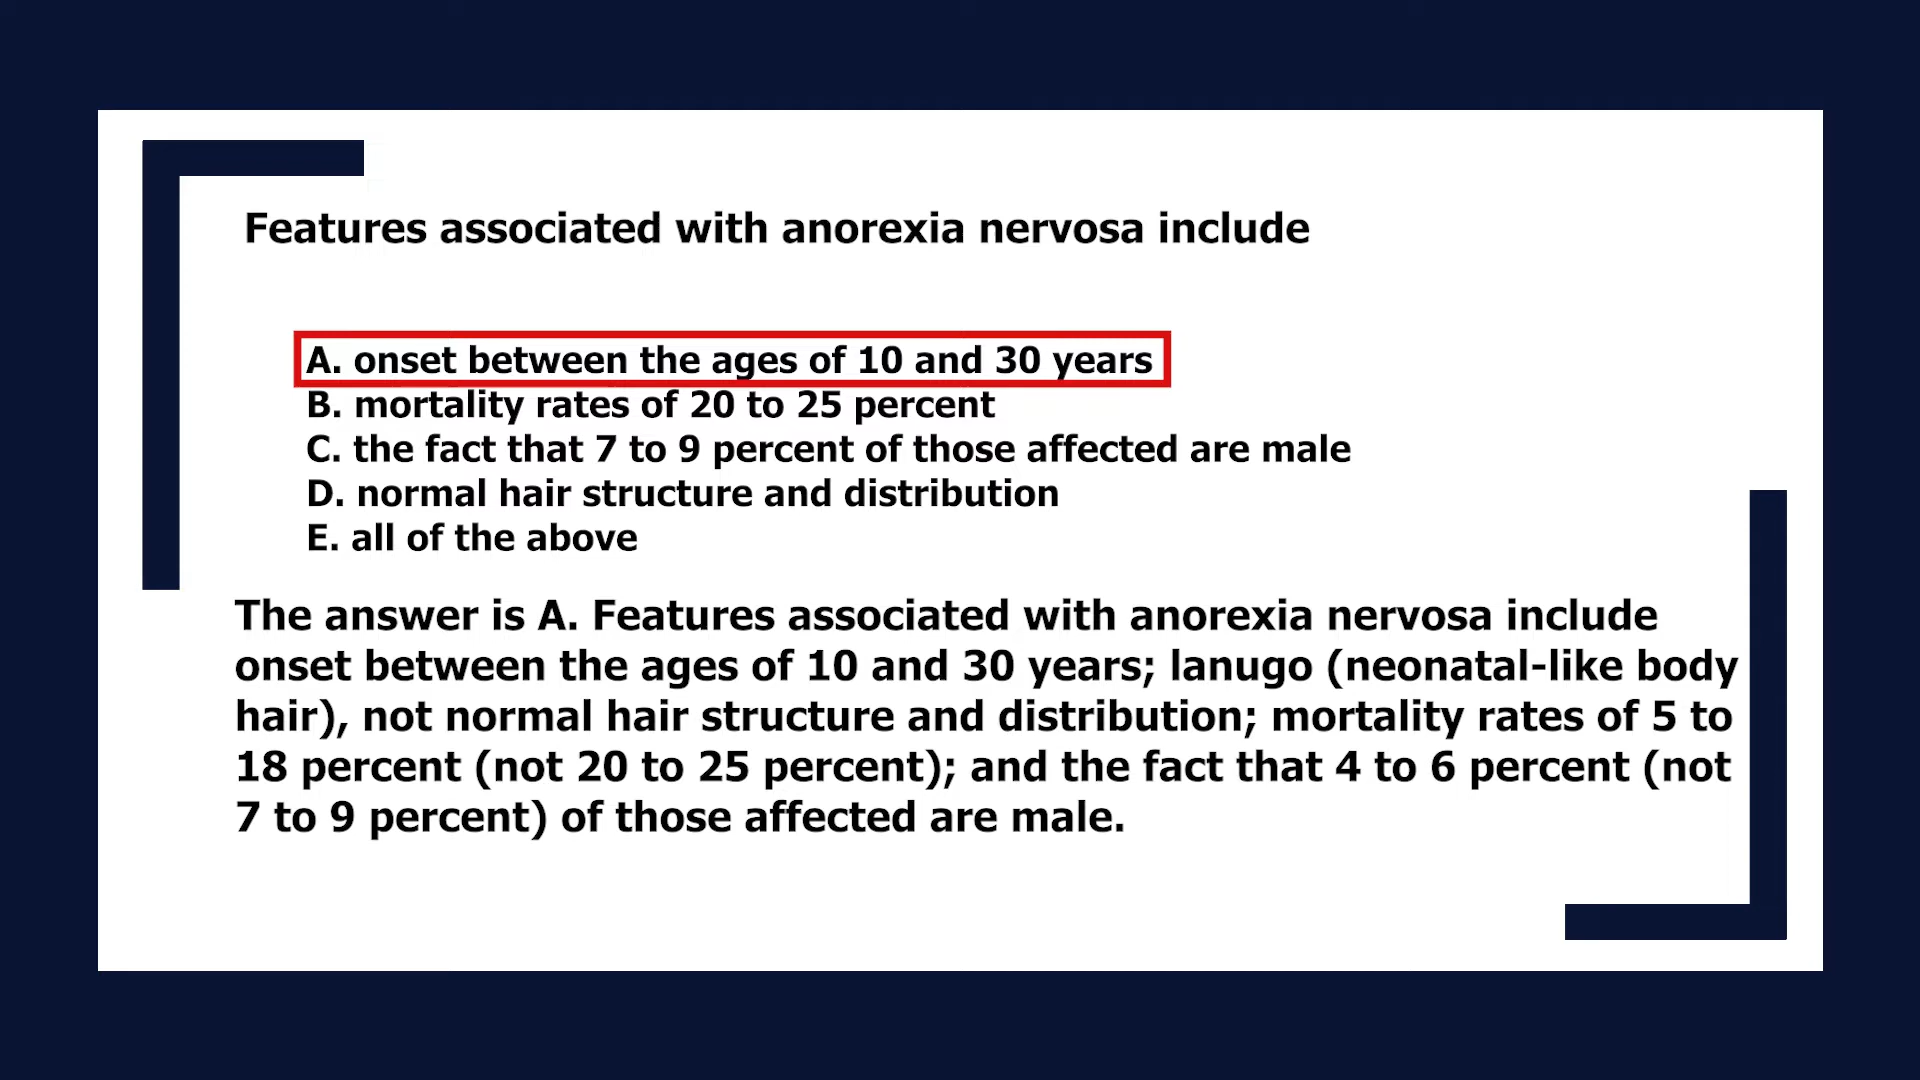 Features associated with anorexia nervosa include
A. onset between the ages of 10 and 30 years
B. mortality rates of 20 to 25 percent
C. the fact that 7 to 9 percent of those affected are male
D. normal hair structure and distribution
E. all of the above
The answer is A. Features associated with anorexia nervosa include
onset between the ages of 10 and 30 years; lanugo (neonatal-like body
hair), not normal hair structure and distribution; mortality rates of 5 to
18 percent (not 20 to 25 percent); and the fact that 4 to 6 percent (not
7 to 9 percent) of those affected are male.